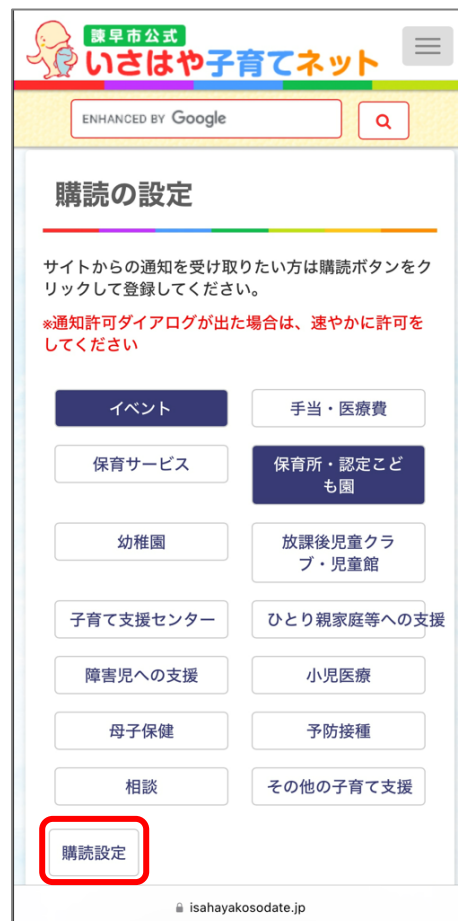 諫早市公式
いさはや子育てネット
ENHANCED BY Google
購読の設定
サイトからの通知を受け取りたい方は購読ボタンをク
リックして登録してください。
※通知許可ダイアログが出た場合は、速やかに許可を
してください
イベント
手当・医療費
保育サービス
保育所・認定こど
も園
幼稚園
放課後児童クラ
ブ・児童館
子育て支援センター
ひとり親家庭等への支援
障害児への支援
小児医療
母子保健
予防接種
相談
その他の子育て支援
購読設定
isahayakosodate.jp